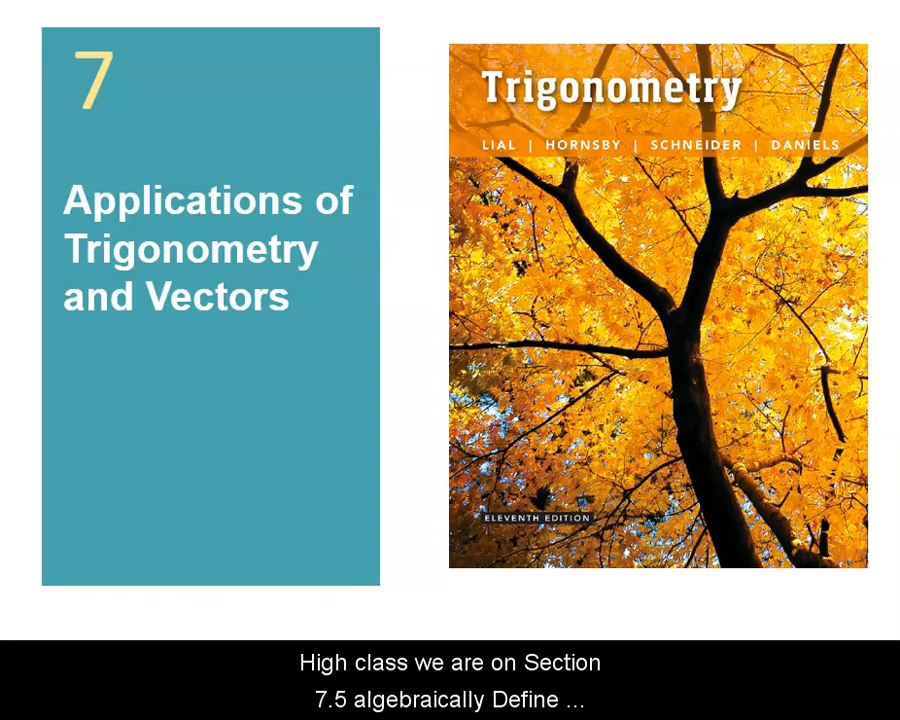 7
Applications of
Trigonometry
and Vectors
Trigonometry
LIAL | HORNSBY | SCHNEIDER | DANIELS
ELEVENTH EDITION
High class we are on Section
7.5 algebraically Define ...